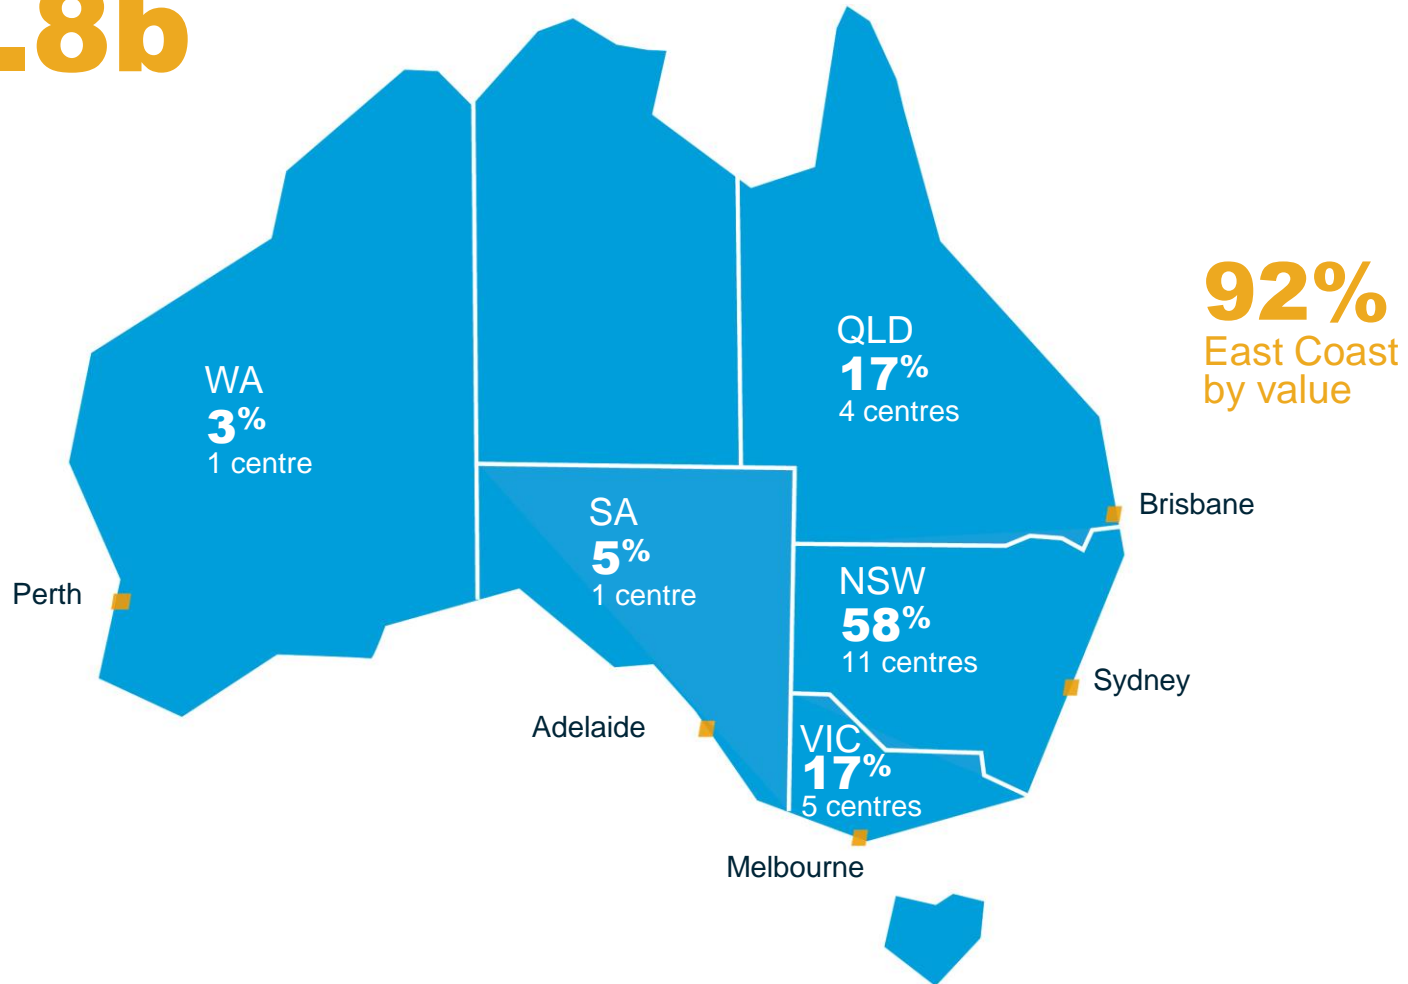 .8b
92%
East Coast
by value
QLD
17%
4 centres
WA
3%
1 centre
SA
5%
1 centre
Brisbane
NSW
58%
11 centres
Perth
Sydney
Adelaide
VIC
17%
5 centres
Melbourne